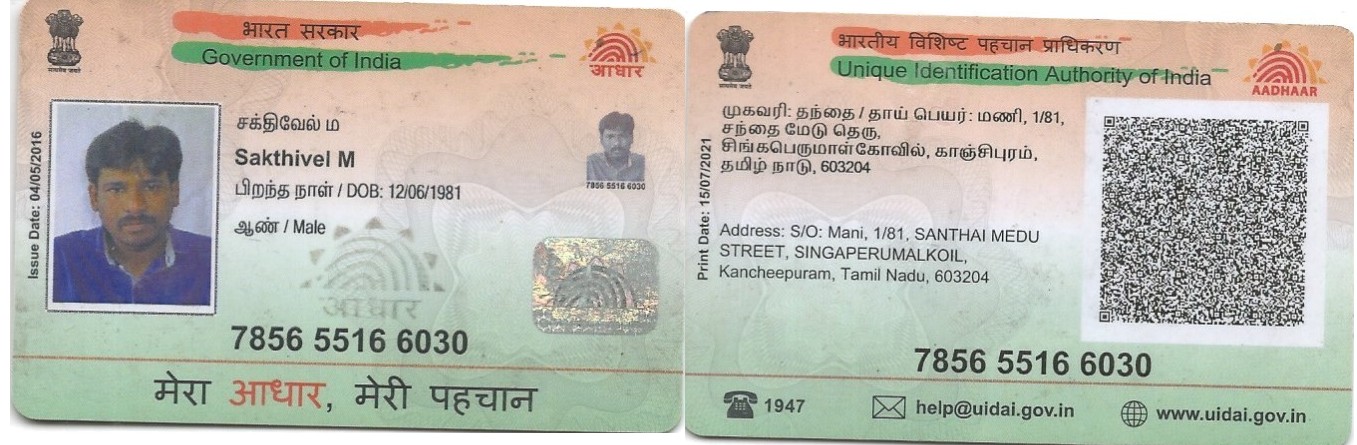 भारत सरकार
Government of India
आधार
Issue Date: 04/05/2016
சக்திவேல் ம
Sakthivel M
பிறந்த நாள் / DOB: 12/06/1981
ஆண் / Male
7856 5516 6030
आधार
7856 5516 6030
मेरा आधार, मेरी पहचान
भारतीय विशिष्ट पहचान प्राधिकरण
Unique Identification Authority of India
AADHAAR
Print Date: 15/07/2021
முகவரி: தந்தை / தாய் பெயர்: மணி, 1/81,
சந்தை மேடு தெரு,
சிங்கபெருமாள்கோவில், காஞ்சிபுரம்,
தமிழ் நாடு, 603204
Address: S/O: Mani, 1/81, SANTHAI MEDU
STREET, SINGAPERUMALKOIL,
Kancheepuram, Tamil Nadu, 603204
7856 5516 6030
1947
help@uidai.gov.in
www.uidai.gov.in